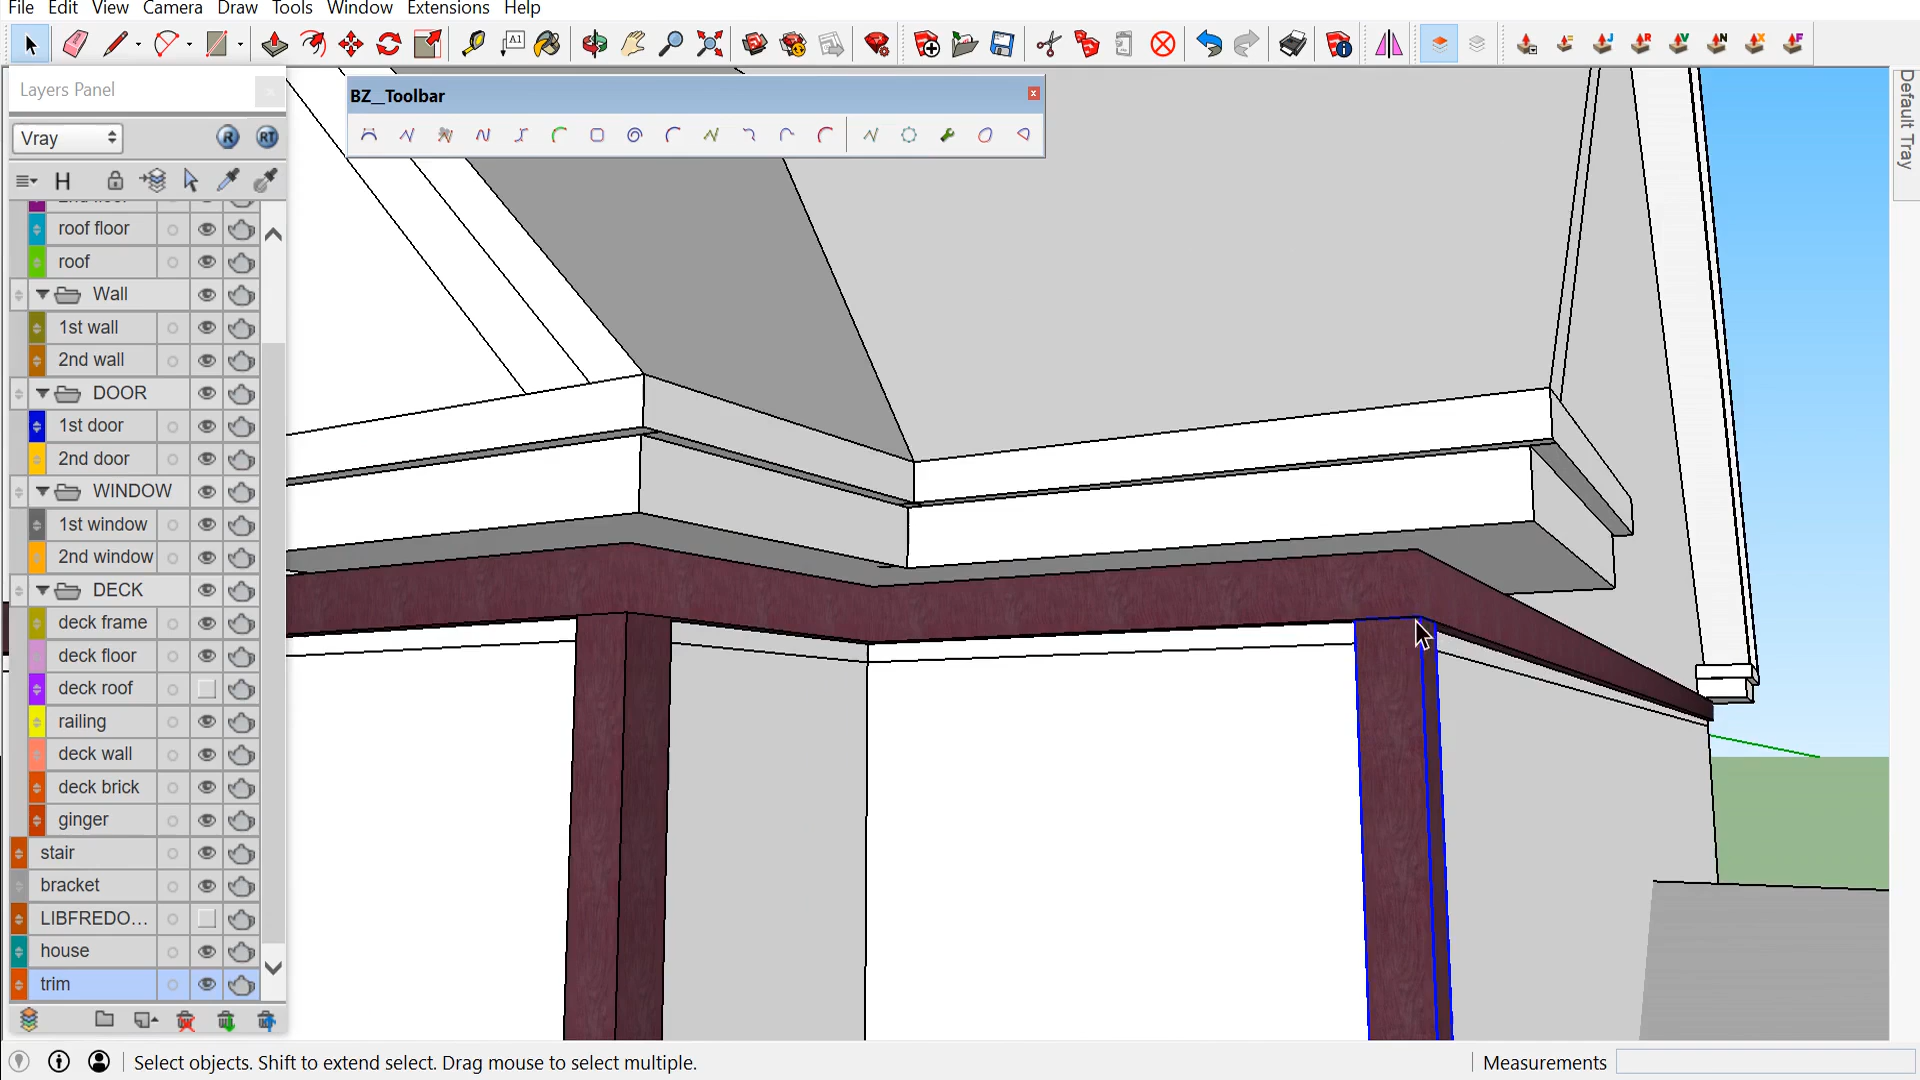 File Edit View Camera Draw Tools Window Extensions Help
A1
J R V N X F
Layers Panel
BZ__Toolbar
Default Tray
Vray
R RT
H
roof floor
roof
Wall
1st wall
2nd wall
DOOR
1st door
2nd door
WINDOW
1st window
2nd window
DECK
deck frame
deck floor
deck roof
railing
deck wall
deck brick
ginger
stair
bracket
LIBFREDO...
house
trim
Select objects. Shift to extend select. Drag mouse to select multiple.
Measurements